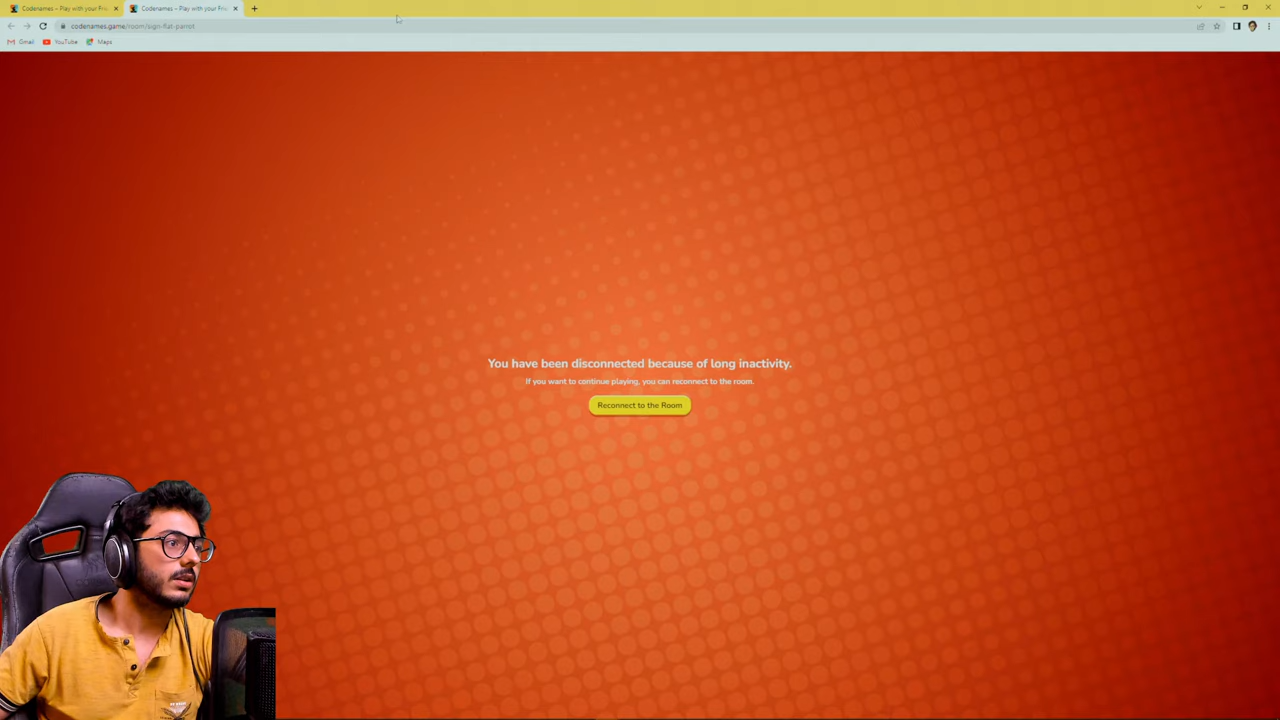 Codenames – Play with your Fri
Codenames – Play with your Frie
codenames.game/room/sign-flat-parrot
Gmail
YouTube
Maps
You have been disconnected because of long inactivity.
If you want to continue playing, you can reconnect to the room.
Reconnect to the Room